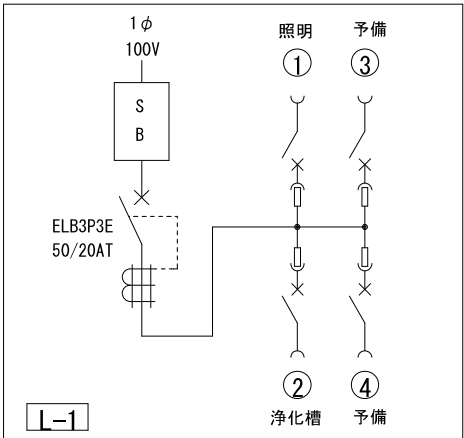 1φ
100V
S
B
ELB3P3E
50/20AT
照明
予備
①
③
②
④
浄化槽
予備
L-1